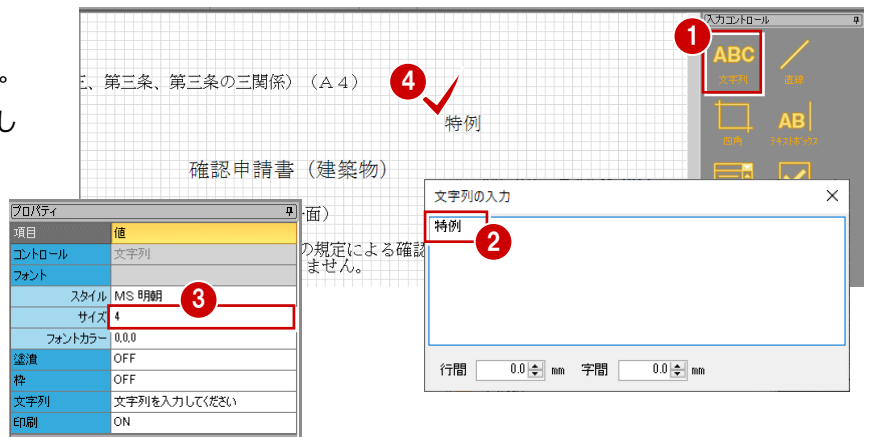 。
し
三、第三条、第三条の三関係）（Ａ４）
4
特例
確認申請書（建築物）
面）
の規定による確認
ません。
入力コントロール
1
ABC
文字列
直線
四角
AB
テキストボックス
文字列の入力
特例
2
行間 0.0 mm 字間 0.0 mm
プロパティ
項目 値
コントロール 文字列
フォント
スタイル MS 明朝
3
サイズ 4
フォントカラー 0,0,0
塗潰 OFF
枠 OFF
文字列 文字列を入力してください
印刷 ON